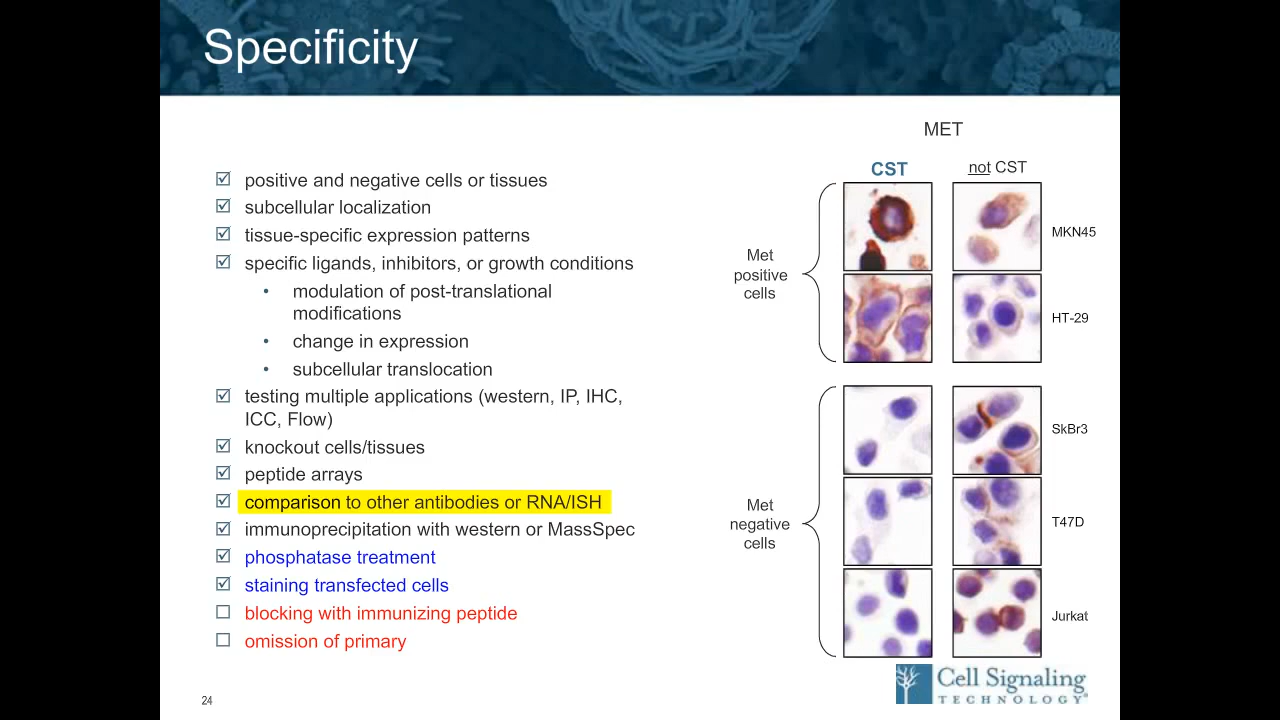 Specificity
MET
CST
not CST
positive and negative cells or tissues
subcellular localization
tissue-specific expression patterns
specific ligands, inhibitors, or growth conditions
• modulation of post-translational
modifications
• change in expression
• subcellular translocation
testing multiple applications (western, IP, IHC,
ICC, Flow)
knockout cells/tissues
peptide arrays
comparison to other antibodies or RNA/ISH
immunoprecipitation with western or MassSpec
phosphatase treatment
staining transfected cells
blocking with immunizing peptide
omission of primary
Met
positive
cells
MKN45
HT-29
Met
negative
cells
SkBr3
T47D
Jurkat
24
Cell Signaling
TECHNOLOGY®